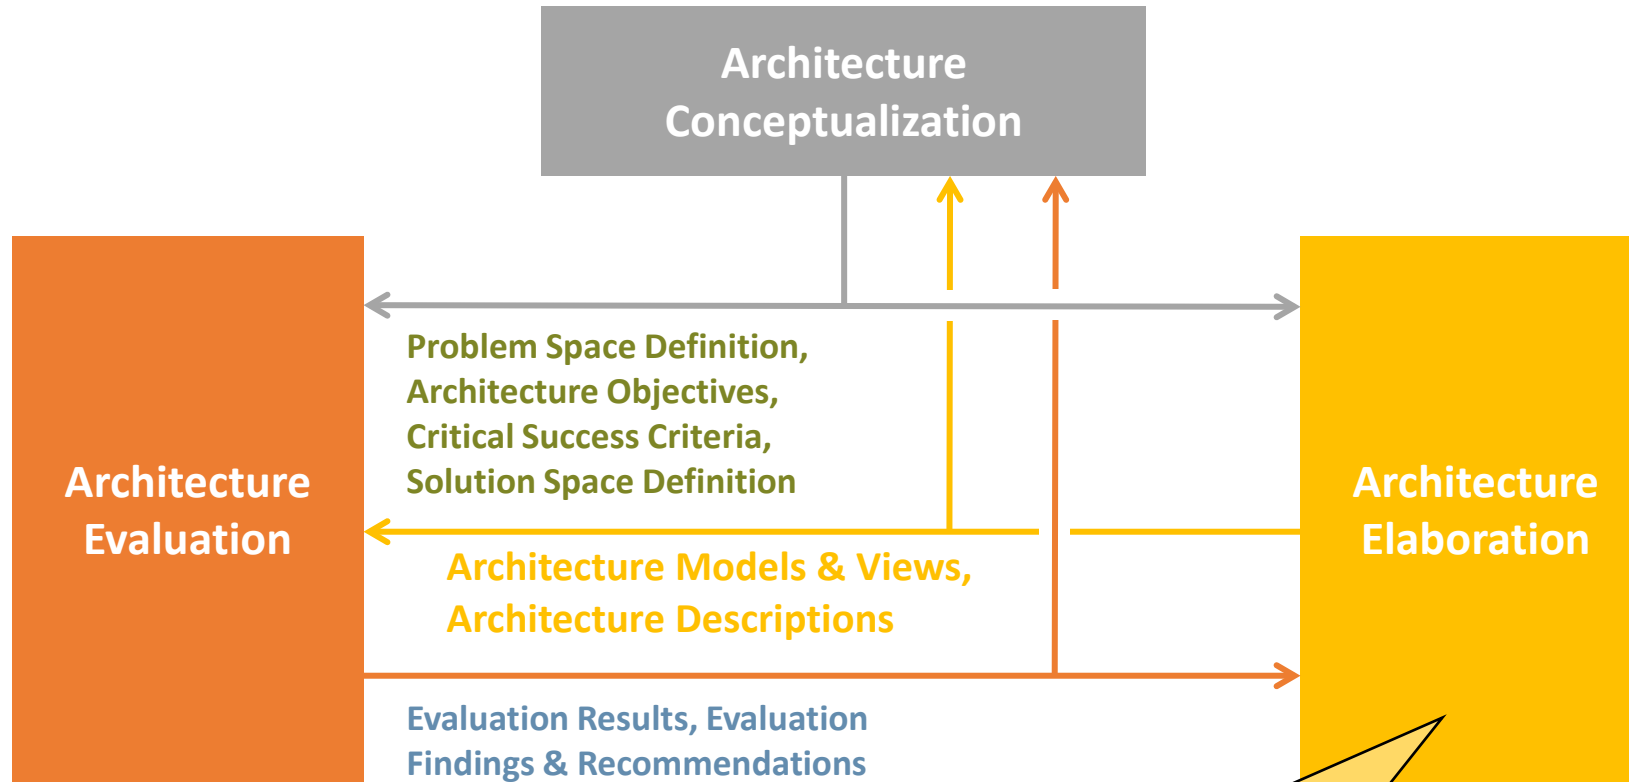 Architecture
Conceptualization
Problem Space Definition,
Architecture Objectives,
Critical Success Criteria,
Solution Space Definition
Architecture
Evaluation
Architecture
Elaboration
Architecture Models & Views,
Architecture Descriptions
Evaluation Results, Evaluation
Findings & Recommendations